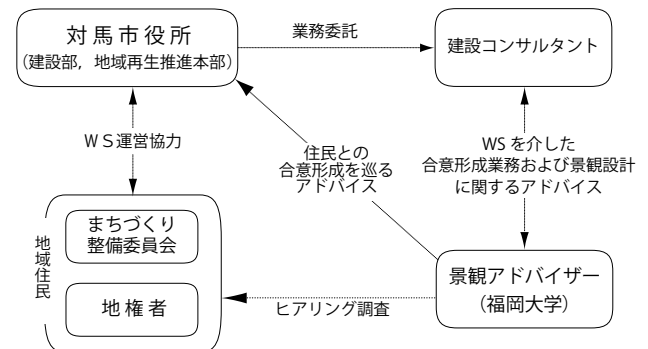 対馬市役所
（建設部，地域再生推進本部）
業務委託
建設コンサルタント
ＷＳ運営協力
住民との
合意形成を巡る
アドバイス
WSを介した
合意形成業務および景観設計
に関するアドバイス
地域住民
まちづくり
整備委員会
地権者
ヒアリング調査
景観アドバイザー
（福岡大学）